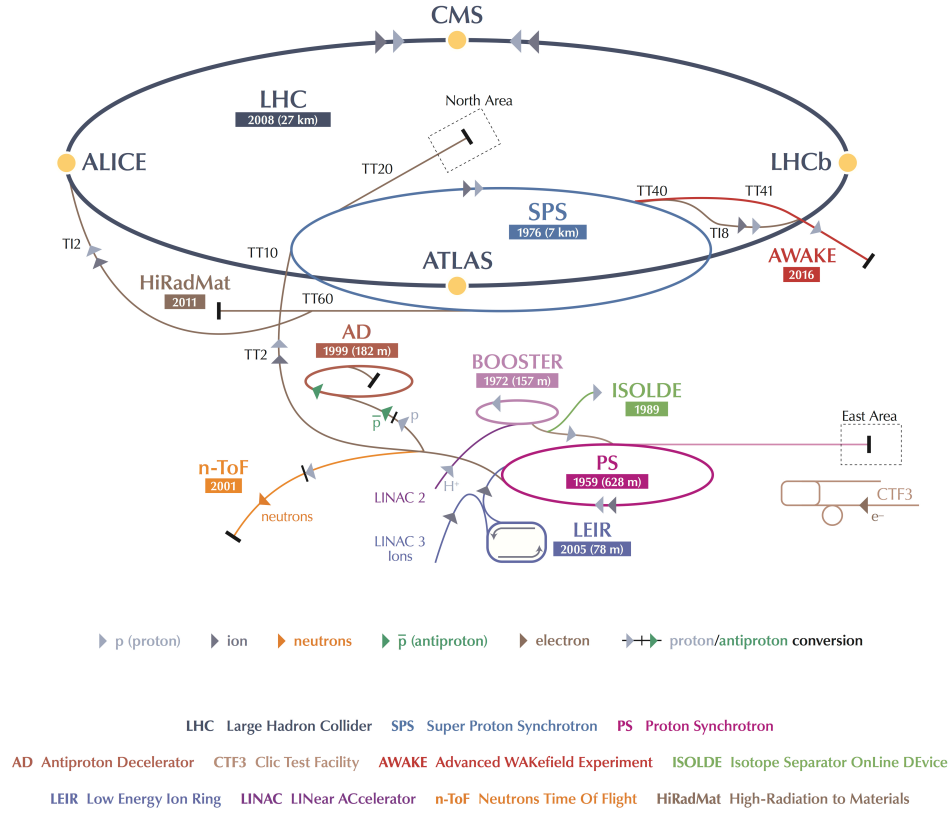 CMS
LHC
2008 (27 km)
North Area
ALICE
LHCb
TT20
TT40
TT41
SPS
1976 (7 km)
TI8
TI2
TT10
ATLAS
AWAKE
2016
HiRadMat
2011
TT60
AD
1999 (182 m)
TT2
BOOSTER
1972 (157 m)
ISOLDE
1989
p
p̅
East Area
n-ToF
2001
PS
1959 (628 m)
H⁺
LINAC 2
neutrons
CTF3
e⁻
LEIR
2005 (78 m)
LINAC 3
Ions
p (proton) ion neutrons p̅ (antiproton) electron proton/antiproton conversion
LHC Large Hadron Collider SPS Super Proton Synchrotron PS Proton Synchrotron
AD Antiproton Decelerator CTF3 Clic Test Facility AWAKE Advanced WAKefield Experiment ISOLDE Isotope Separator OnLine DEvice
LEIR Low Energy Ion Ring LINAC LINear ACcelerator n-ToF Neutrons Time Of Flight HiRadMat High-Radiation to Materials